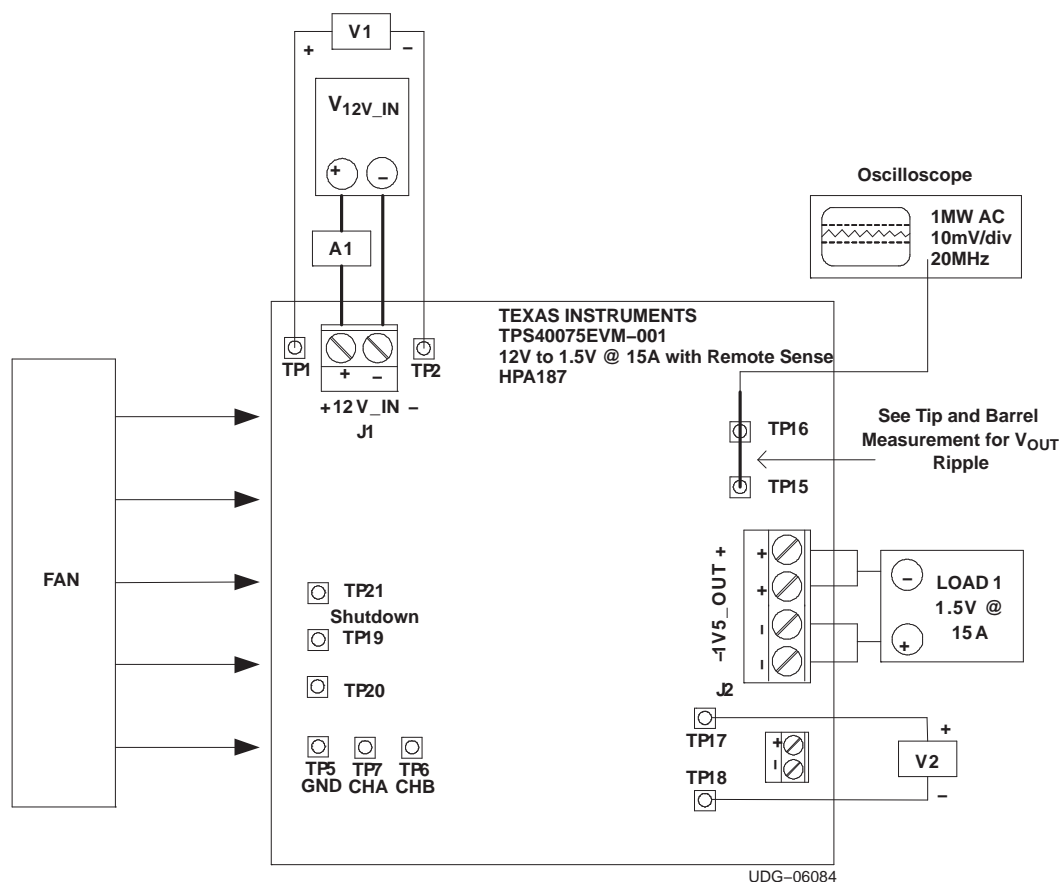 V1
+ −
V12V_IN
+ −
A1
Oscilloscope
1MW AC
10mV/div
20MHz
TEXAS INSTRUMENTS
TPS40075EVM−001
12V to 1.5V @ 15A with Remote Sense
HPA187
TP1
+ −
TP2
+12 V_IN −
J1
TP16
TP15
See Tip and Barrel
Measurement for VOUT
Ripple
FAN
TP21
Shutdown
TP19
TP20
TP5
GND
TP7
CHA
TP6
CHB
−1V5_OUT +
+
+
−
−
J2
−
+
LOAD 1
1.5V @
15A
TP17
TP18
+
−
+
V2
−
UDG−06084